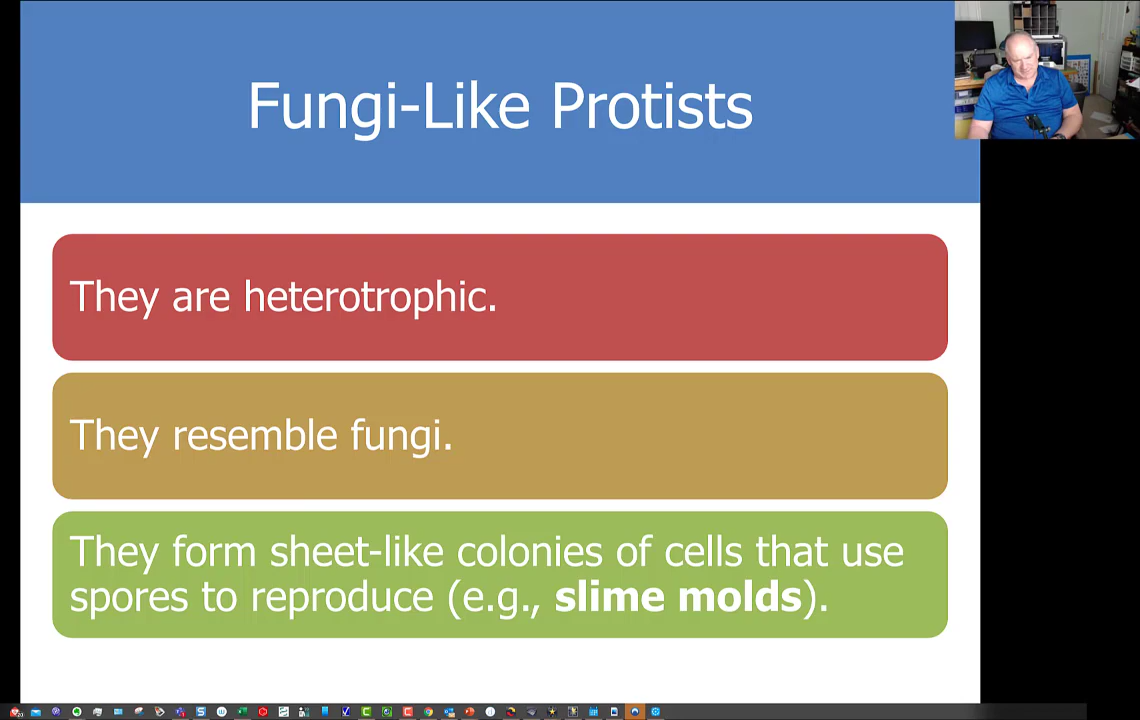 Fungi-Like Protists
They are heterotrophic.
They resemble fungi.
They form sheet-like colonies of cells that use
spores to reproduce (e.g., slime molds).